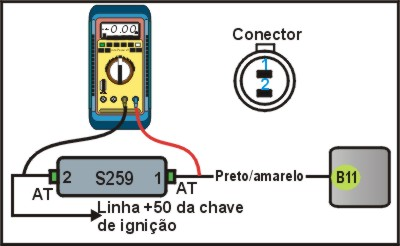 -0.00
Conector
1
2
2 S259 1
AT
AT
Preto/amarelo
B11
Linha +50 da chave
de ignição